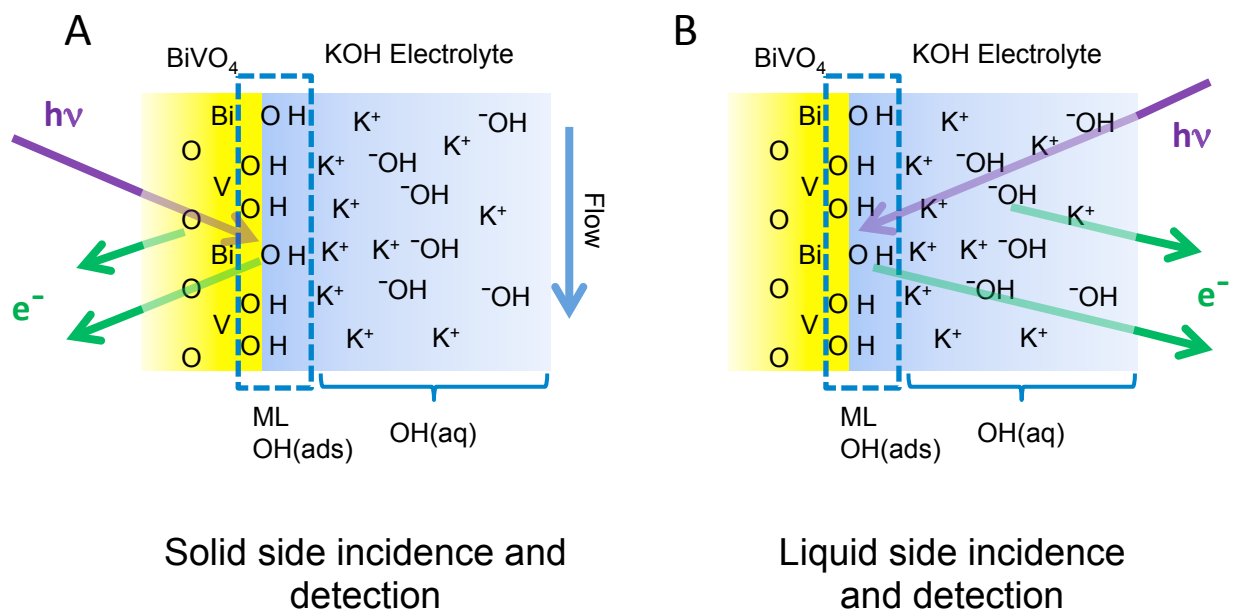 A
BiVO₄
KOH Electrolyte
hν
e⁻
Bi
O H
O
O H
V
O H
O
Bi
O H
O
O H
V
O H
O
K⁺
⁻OH
K⁺
K⁺
⁻OH
⁻OH
K⁺
K⁺
K⁺
K⁺
⁻OH
K⁺
⁻OH
⁻OH
K⁺
K⁺
Flow
ML
OH(ads)
OH(aq)
Solid side incidence and
detection
B
BiVO₄
KOH Electrolyte
hν
e⁻
Bi
O H
O
O H
V
O H
O
Bi
O H
O
O H
V
O H
O
K⁺
⁻OH
K⁺
K⁺
⁻OH
⁻OH
K⁺
K⁺
K⁺
K⁺
⁻OH
K⁺
⁻OH
⁻OH
K⁺
K⁺
ML
OH(ads)
OH(aq)
Liquid side incidence
and detection